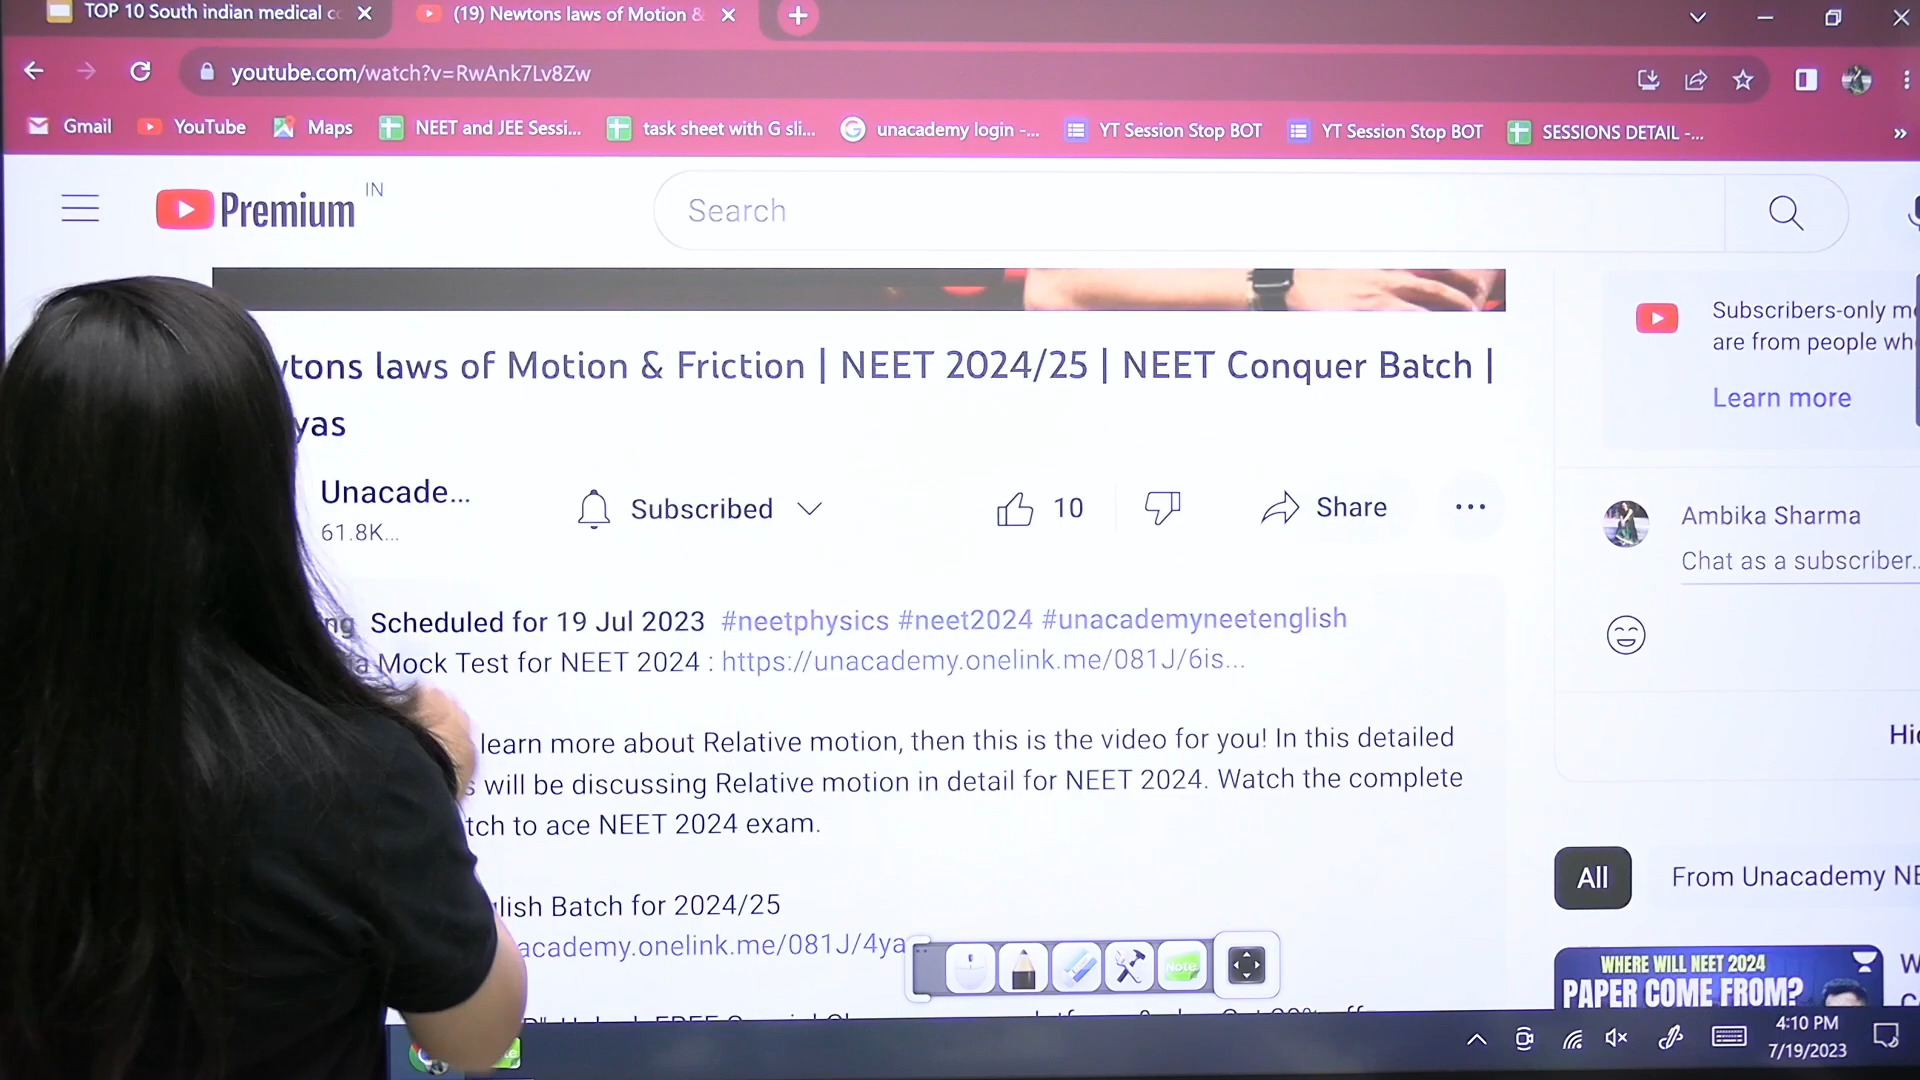 TOP 10 South indian medical
(19) Newtons laws of Motion &
youtube.com/watch?v=RwAnk7Lv8Zw
Gmail
YouTube
Maps
NEET and JEE Sessi...
task sheet with G sli...
unacademy login -...
YT Session Stop BOT
YT Session Stop BOT
SESSIONS DETAIL -...
»
Premium IN
Search
Subscribers-only m
are from people wh
Learn more
wtons laws of Motion & Friction | NEET 2024/25 | NEET Conquer Batch |
yas
Unacade...
61.8K...
Subscribed
10
Share
...
Ambika Sharma
Chat as a subscriber...
ng Scheduled for 19 Jul 2023 #neetphysics #neet2024 #unacademyneetenglish
ia Mock Test for NEET 2024 : https://unacademy.onelink.me/081J/6is...
Hi
learn more about Relative motion, then this is the video for you! In this detailed
s will be discussing Relative motion in detail for NEET 2024. Watch the complete
tch to ace NEET 2024 exam.
All
From Unacademy NE
lish Batch for 2024/25
academy.onelink.me/081J/4ya...
Note
WHERE WILL NEET 2024
PAPER COME FROM?
W
4:10 PM
7/19/2023